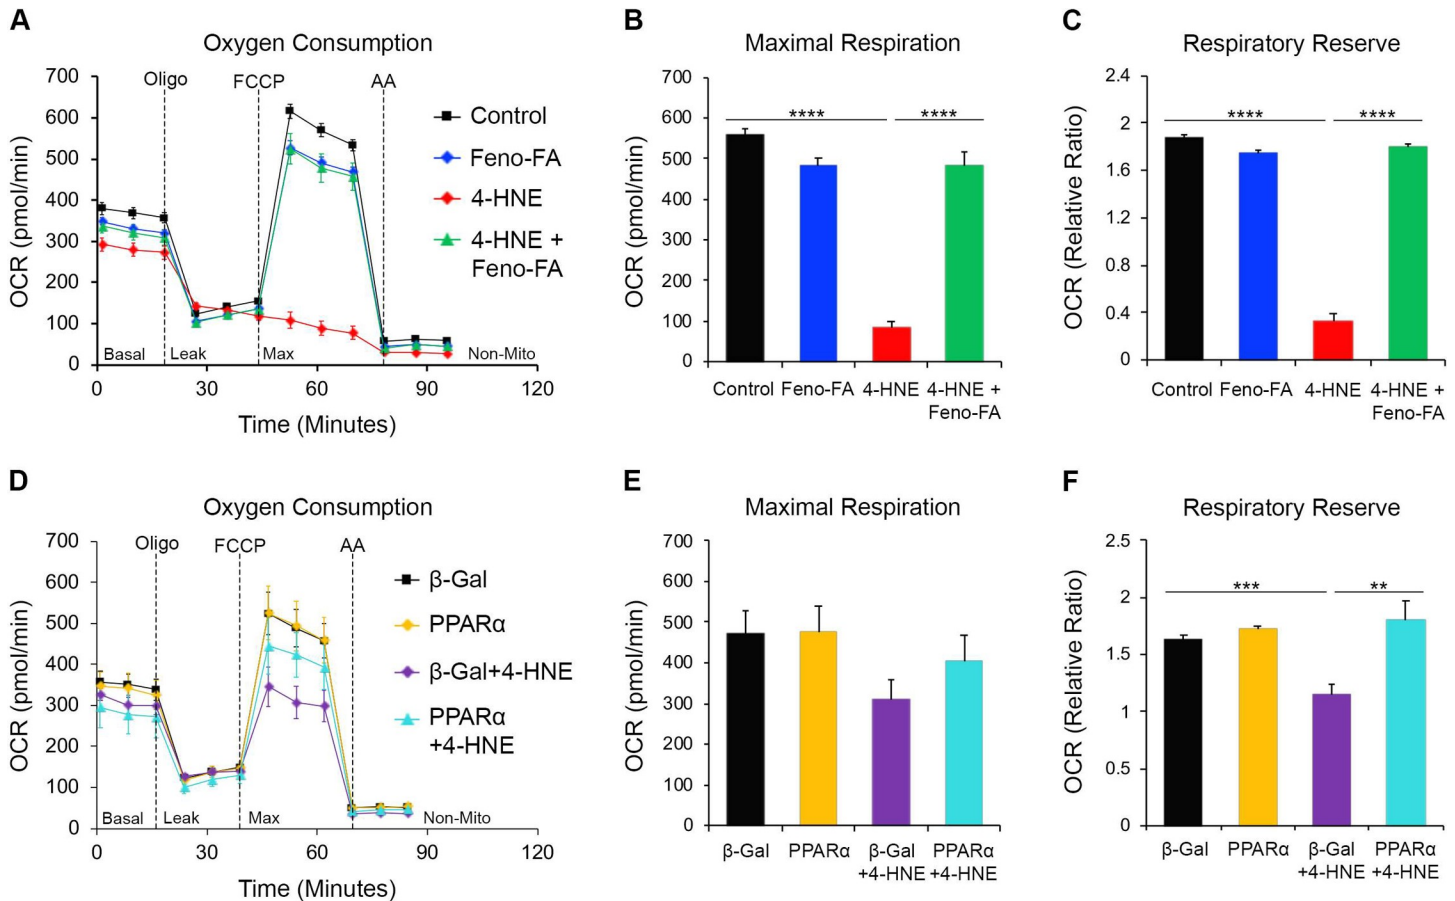 A
Oxygen Consumption
OCR (pmol/min)
700
600
500
400
300
200
100
0
Oligo
FCCP
AA
Control
Feno-FA
4-HNE
4-HNE +
Feno-FA
Basal
Leak
Max
Non-Mito
0
30
60
90
120
Time (Minutes)
B
Maximal Respiration
OCR (pmol/min)
700
600
500
400
300
200
100
0
****
****
Control
Feno-FA
4-HNE
4-HNE +
Feno-FA
C
Respiratory Reserve
OCR (Relative Ratio)
2.4
2
1.6
1.2
0.8
0.4
0
****
****
Control
Feno-FA
4-HNE
4-HNE +
Feno-FA
D
Oxygen Consumption
OCR (pmol/min)
700
600
500
400
300
200
100
0
Oligo
FCCP
AA
β-Gal
PPARα
β-Gal+4-HNE
PPARα
+4-HNE
Basal
Leak
Max
Non-Mito
0
30
60
90
120
Time (Minutes)
E
Maximal Respiration
OCR (pmol/min)
700
600
500
400
300
200
100
0
β-Gal
PPARα
β-Gal
+4-HNE
PPARα
+4-HNE
F
Respiratory Reserve
OCR (Relative Ratio)
2.5
2
1.5
1
0.5
0
***
**
β-Gal
PPARα
β-Gal
+4-HNE
PPARα
+4-HNE